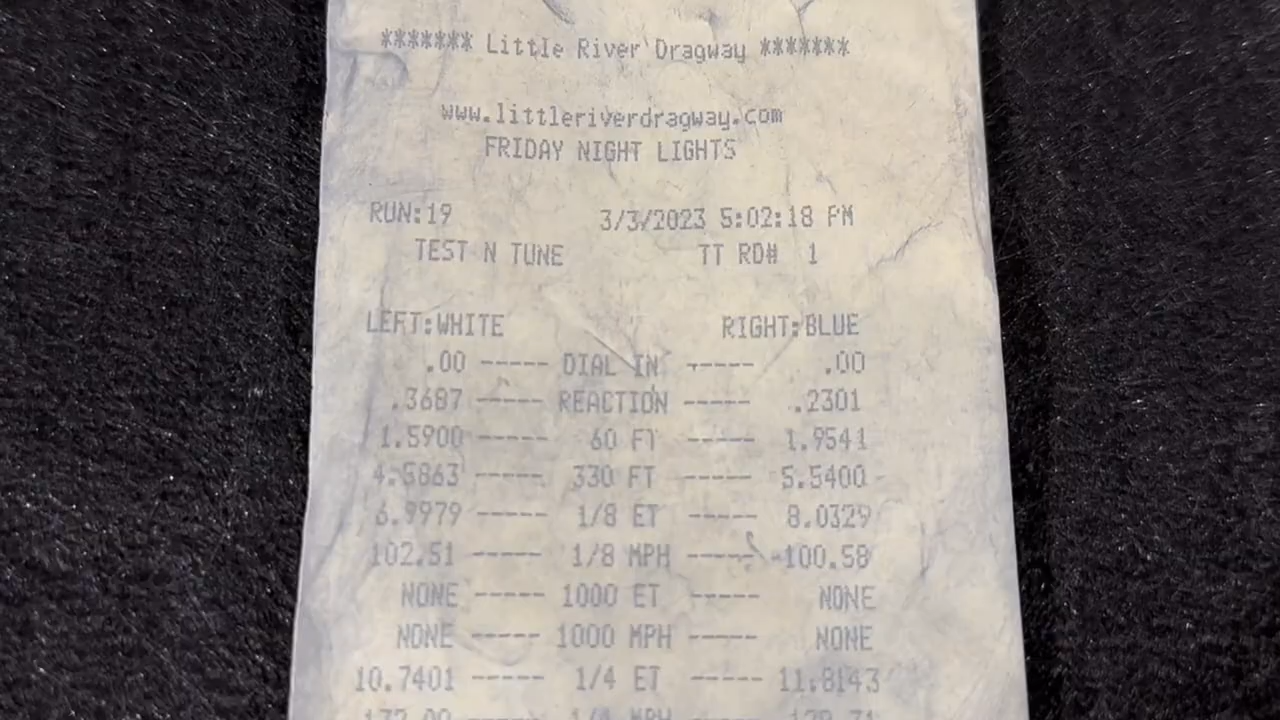 ******* Little River Dragway *******
www.littleriverdragway.com
FRIDAY NIGHT LIGHTS
RUN:19 3/3/2023 5:02:18 PM
TEST N TUNE TT RD# 1
LEFT:WHITE RIGHT:BLUE
.00 ----- DIAL IN ----- .00
.3687 ----- REACTION ----- .2301
1.5900 ----- 60 FT ----- 1.9541
4.5863 ----- 330 FT ----- 5.5400
6.9979 ----- 1/8 ET ----- 8.0329
102.51 ----- 1/8 MPH ----- 100.58
NONE ----- 1000 ET ----- NONE
NONE ----- 1000 MPH ----- NONE
10.7401 ----- 1/4 ET ----- 11.8143
----- 1/4 MPH -----